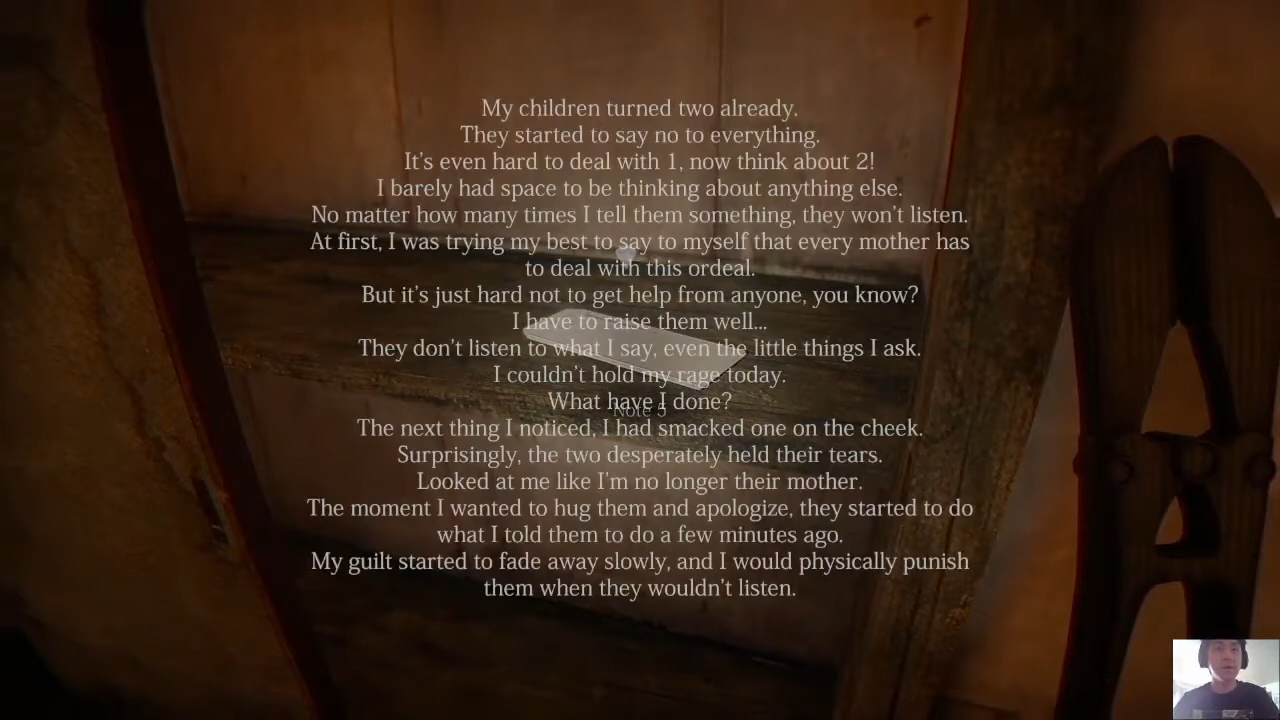 My children turned two already.
They started to say no to everything.
It's even hard to deal with 1, now think about 2!
I barely had space to be thinking about anything else.
No matter how many times I tell them something, they won't listen.
At first, I was trying my best to say to myself that every mother has
to deal with this ordeal.
But it's just hard not to get help from anyone, you know?
I have to raise them well...
They don't listen to what I say, even the little things I ask.
I couldn't hold my rage today.
What have I done?
Note 5
The next thing I noticed, I had smacked one on the cheek.
Surprisingly, the two desperately held their tears.
Looked at me like I'm no longer their mother.
The moment I wanted to hug them and apologize, they started to do
what I told them to do a few minutes ago.
My guilt started to fade away slowly, and I would physically punish
them when they wouldn't listen.